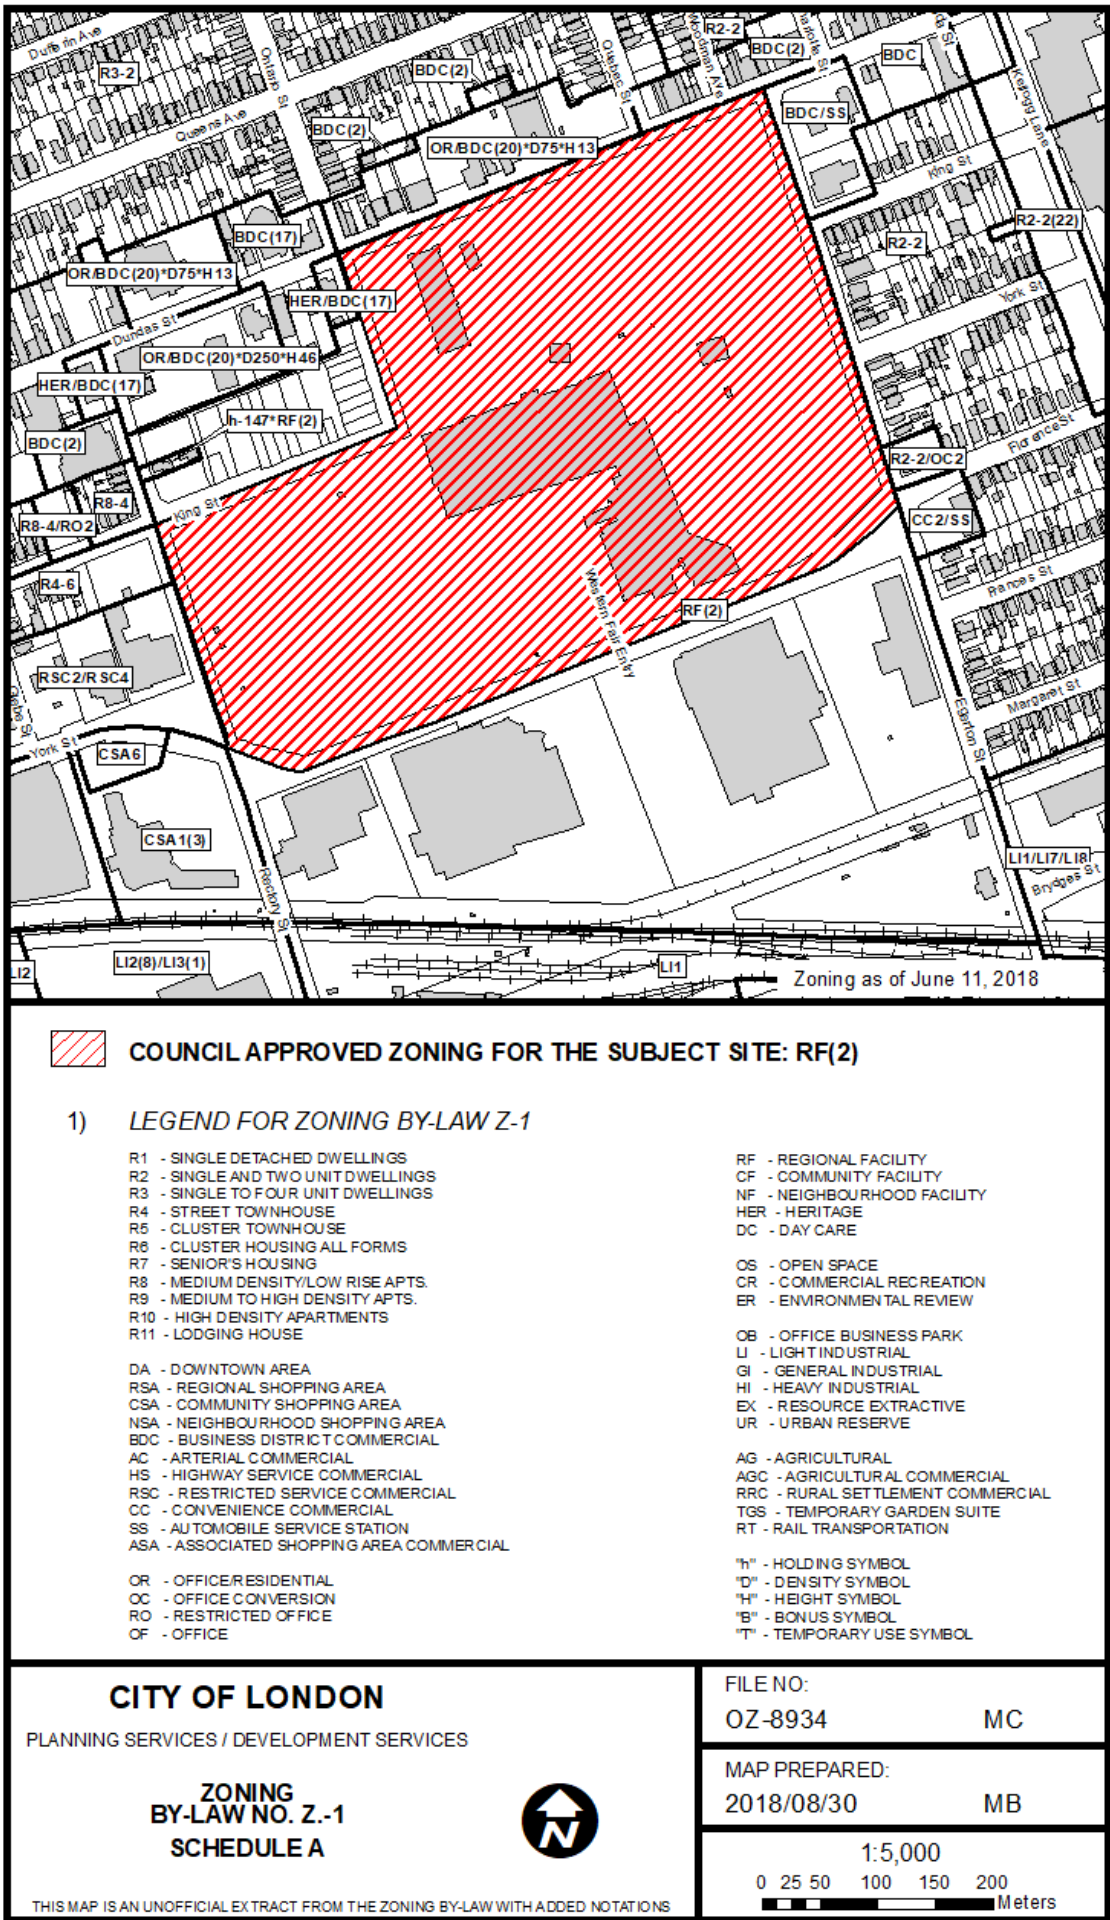 Dufferin Ave
R3-2
Ontario St
Queens Ave
BDC(2)
BDC(2)
Quebec St
Woodman Ave
R2-2
BDC(2)
BDC
Kellogg Lane
BDC/SS
OR/BDC(20)*D75*H13
King St
R2-2(22)
R2-2
BDC(17)
OR/BDC(20)*D75*H13
HER/BDC(17)
York St
Dundas St
OR/BDC(20)*D250*H46
HER/BDC(17)
h-147*RF(2)
BDC(2)
Florence St
R2-2/OC2
R8-4
King St
R8-4/RO2
CC2/SS
R4-6
Frances St
Western Fair Entry
RF(2)
RSC2/RSC4
Glebe St
Margaret St
Egerton St
York St
CSA6
CSA1(3)
Rectory St
LI1/LI7/LI8
Brydges St
LI2
LI2(8)/LI3(1)
LI1
Zoning as of June 11, 2018
COUNCIL APPROVED ZONING FOR THE SUBJECT SITE: RF(2)
1) LEGEND FOR ZONING BY-LAW Z-1
R1 - SINGLE DETACHED DWELLINGS
R2 - SINGLE AND TWO UNIT DWELLINGS
R3 - SINGLE TO FOUR UNIT DWELLINGS
R4 - STREET TOWNHOUSE
R5 - CLUSTER TOWNHOUSE
R6 - CLUSTER HOUSING ALL FORMS
R7 - SENIOR'S HOUSING
R8 - MEDIUM DENSITY/LOW RISE APTS.
R9 - MEDIUM TO HIGH DENSITY APTS.
R10 - HIGH DENSITY APARTMENTS
R11 - LODGING HOUSE
DA - DOWNTOWN AREA
RSA - REGIONAL SHOPPING AREA
CSA - COMMUNITY SHOPPING AREA
NSA - NEIGHBOURHOOD SHOPPING AREA
BDC - BUSINESS DISTRICT COMMERCIAL
AC - ARTERIAL COMMERCIAL
HS - HIGHWAY SERVICE COMMERCIAL
RSC - RESTRICTED SERVICE COMMERCIAL
CC - CONVENIENCE COMMERCIAL
SS - AUTOMOBILE SERVICE STATION
ASA - ASSOCIATED SHOPPING AREA COMMERCIAL
OR - OFFICE/RESIDENTIAL
OC - OFFICE CONVERSION
RO - RESTRICTED OFFICE
OF - OFFICE
RF - REGIONAL FACILITY
CF - COMMUNITY FACILITY
NF - NEIGHBOURHOOD FACILITY
HER - HERITAGE
DC - DAY CARE
OS - OPEN SPACE
CR - COMMERCIAL RECREATION
ER - ENVIRONMENTAL REVIEW
OB - OFFICE BUSINESS PARK
LI - LIGHT INDUSTRIAL
GI - GENERAL INDUSTRIAL
HI - HEAVY INDUSTRIAL
EX - RESOURCE EXTRACTIVE
UR - URBAN RESERVE
AG - AGRICULTURAL
AGC - AGRICULTURAL COMMERCIAL
RRC - RURAL SETTLEMENT COMMERCIAL
TGS - TEMPORARY GARDEN SUITE
RT - RAIL TRANSPORTATION
"h" - HOLDING SYMBOL
"D" - DENSITY SYMBOL
"H" - HEIGHT SYMBOL
"B" - BONUS SYMBOL
"T" - TEMPORARY USE SYMBOL
CITY OF LONDON
PLANNING SERVICES / DEVELOPMENT SERVICES
ZONING
BY-LAW NO. Z.-1
SCHEDULE A
N
THIS MAP IS AN UNOFFICIAL EXTRACT FROM THE ZONING BY-LAW WITH ADDED NOTATIONS
FILE NO:
OZ-8934 MC
MAP PREPARED:
2018/08/30 MB
1:5,000
0 25 50 100 150 200
Meters